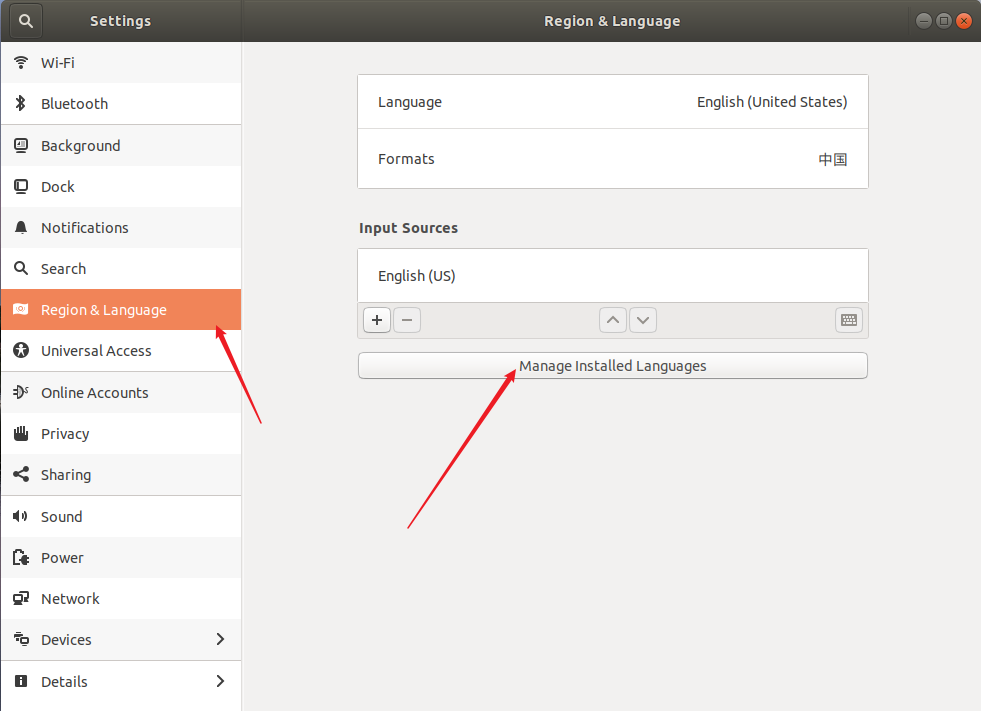 Settings
Region & Language
Wi-Fi
Bluetooth
Background
Dock
Notifications
Search
Region & Language
Universal Access
Online Accounts
Privacy
Sharing
Sound
Power
Network
Devices
Details
Language English (United States)
Formats 中国
Input Sources
English (US)
Manage Installed Languages